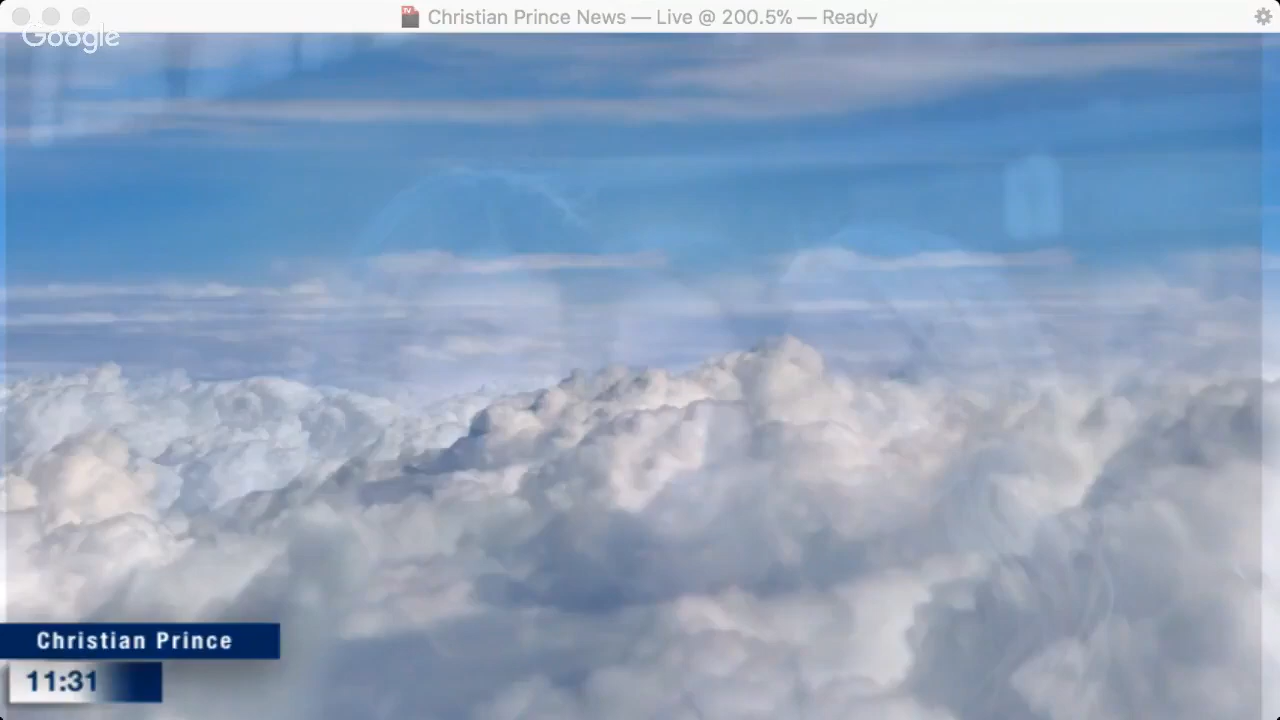 Christian Prince News — Live @ 200.5% — Ready
Google
Christian Prince
11:31